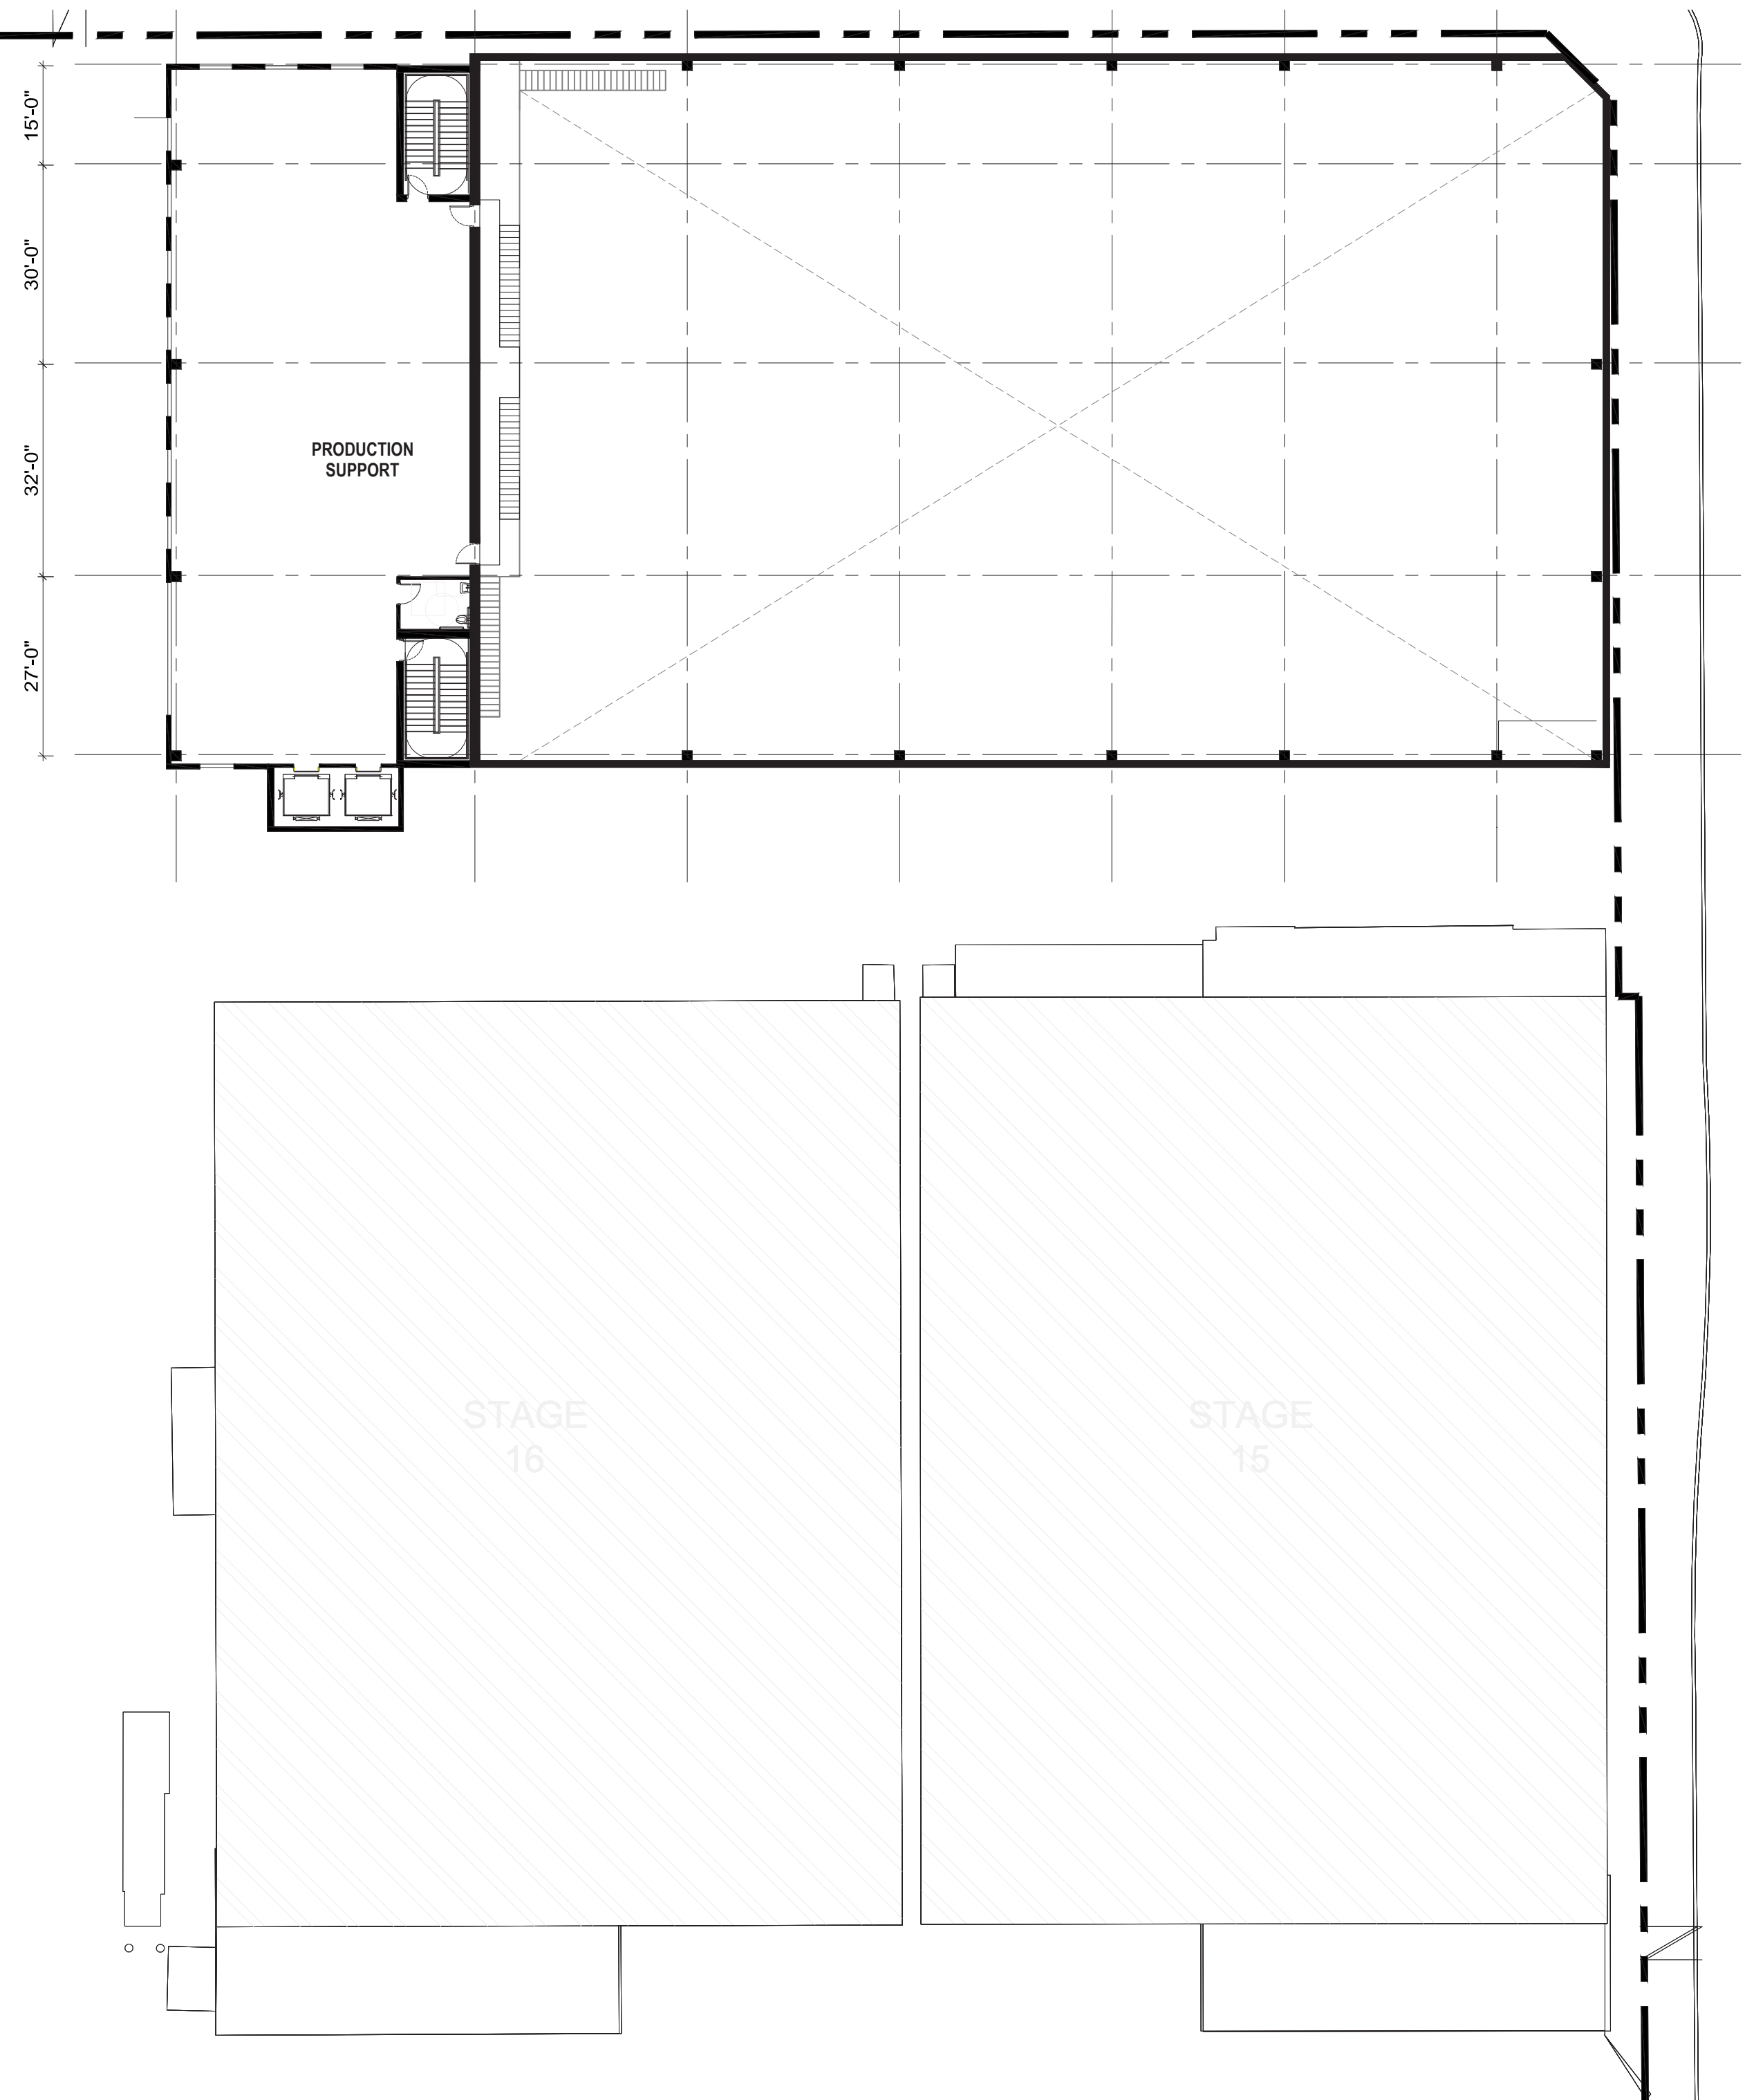 15'-0"
30'-0"
32'-0"
27'-0"
PRODUCTION
SUPPORT
STAGE
16
STAGE
15